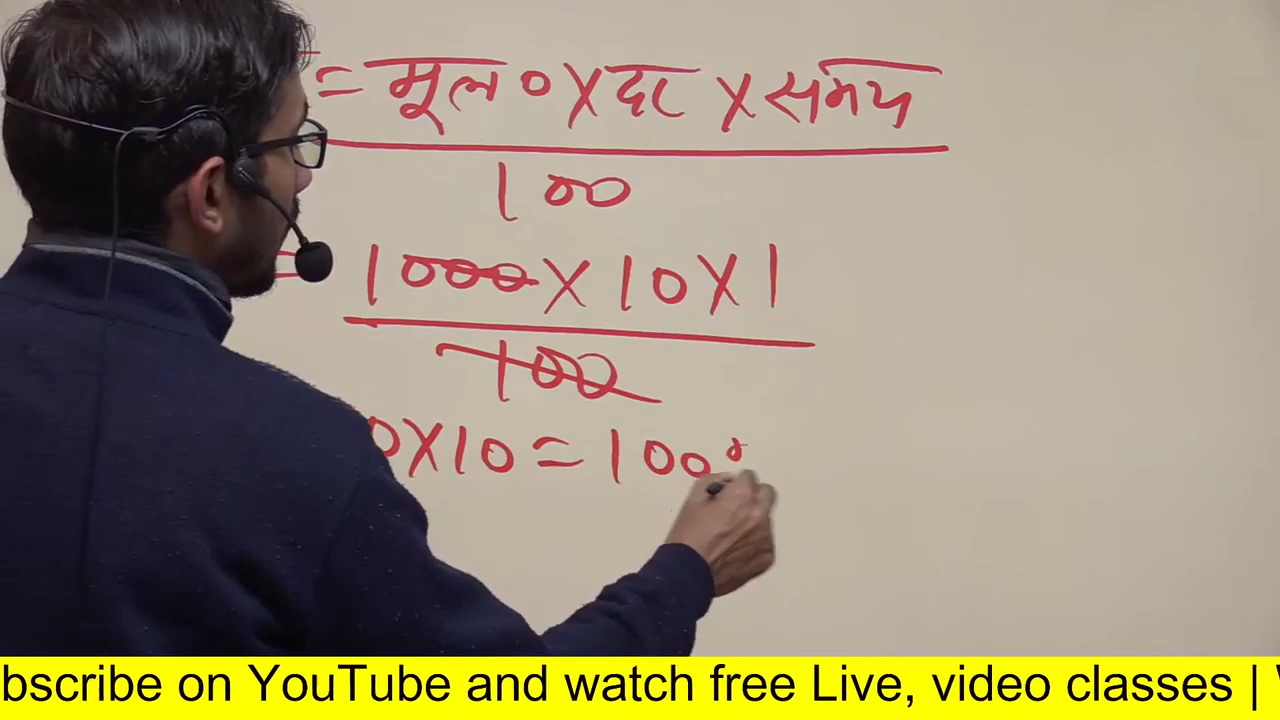 = मूल० X दर X समय
100
= 1000 X 10 X 1
100
0 X 10 = 100
bscribe on YouTube and watch free Live, video classes |